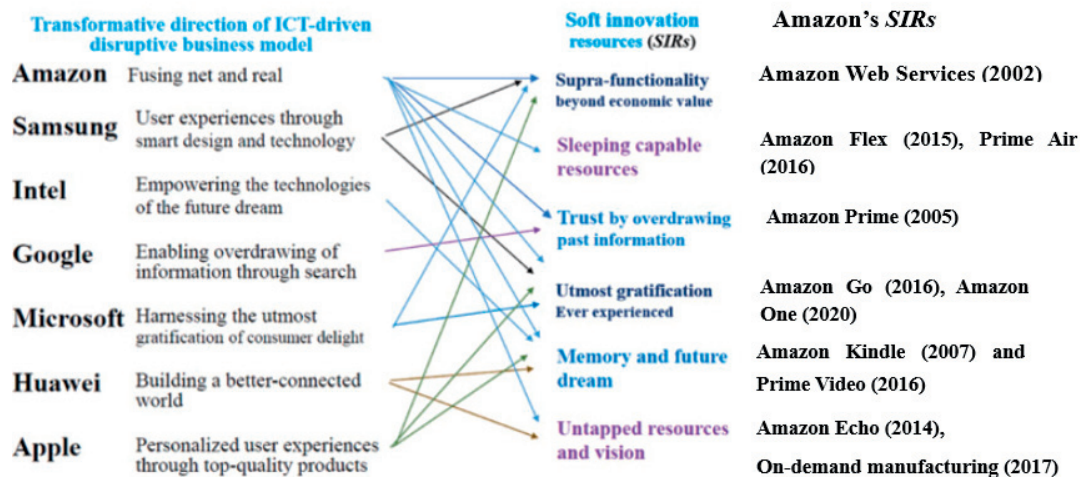 Transformative direction of ICT-driven
disruptive business model
Soft innovation
resources (SIRs)
Amazon's SIRs
Amazon Fusing net and real
Supra-functionality
beyond economic value
Amazon Web Services (2002)
Samsung User experiences through
smart design and technology
Sleeping capable
resources
Amazon Flex (2015), Prime Air
(2016)
Intel Empowering the technologies
of the future dream
Trust by overdrawing
past information
Amazon Prime (2005)
Google Enabling overdrawing of
information through search
Utmost gratification
Ever experienced
Amazon Go (2016), Amazon
One (2020)
Microsoft Harnessing the utmost
gratification of consumer delight
Memory and future
dream
Amazon Kindle (2007) and
Prime Video (2016)
Huawei Building a better-connected
world
Untapped resources
and vision
Amazon Echo (2014),
On-demand manufacturing (2017)
Apple Personalized user experiences
through top-quality products